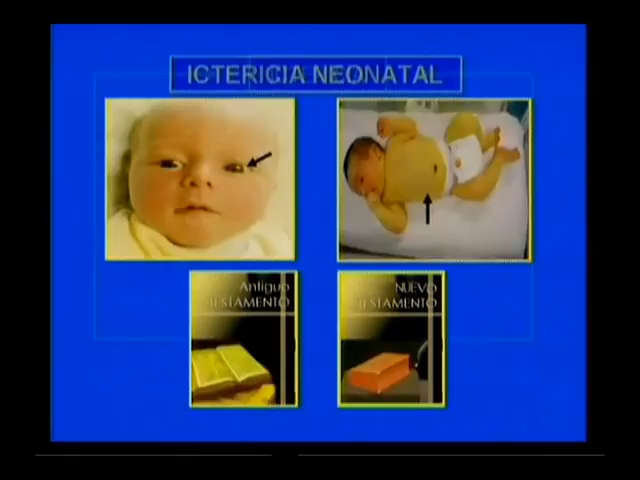 ICTERICIA NEONATAL
Antiguo
TESTAMENTO
NUEVO
TESTAMENTO